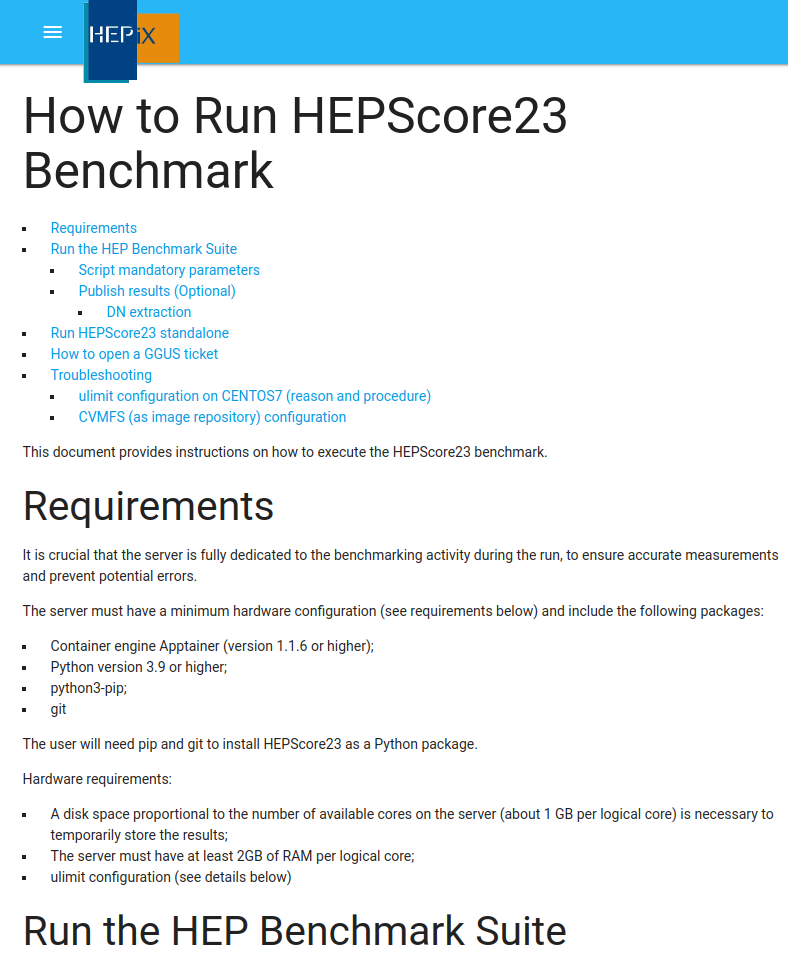 HEPiX
How to Run HEPScore23
Benchmark
Requirements
Run the HEP Benchmark Suite
Script mandatory parameters
Publish results (Optional)
DN extraction
Run HEPScore23 standalone
How to open a GGUS ticket
Troubleshooting
ulimit configuration on CENTOS7 (reason and procedure)
CVMFS (as image repository) configuration
This document provides instructions on how to execute the HEPScore23 benchmark.
Requirements
It is crucial that the server is fully dedicated to the benchmarking activity during the run, to ensure accurate measurements
and prevent potential errors.
The server must have a minimum hardware configuration (see requirements below) and include the following packages:
Container engine Apptainer (version 1.1.6 or higher);
Python version 3.9 or higher;
python3-pip;
git
The user will need pip and git to install HEPScore23 as a Python package.
Hardware requirements:
A disk space proportional to the number of available cores on the server (about 1 GB per logical core) is necessary to
temporarily store the results;
The server must have at least 2GB of RAM per logical core;
ulimit configuration (see details below)
Run the HEP Benchmark Suite